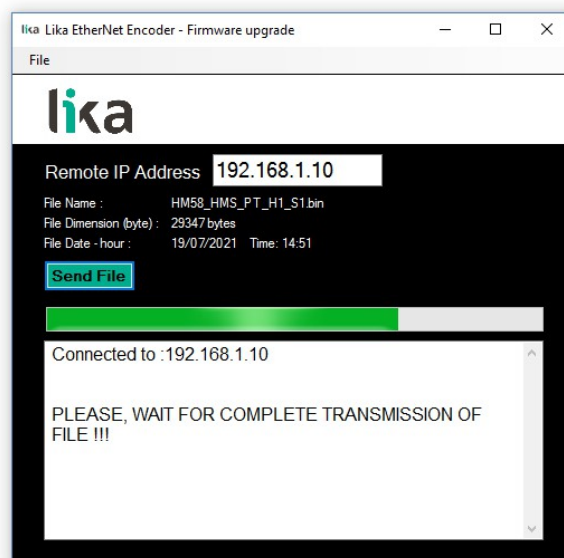 lika Lika EtherNet Encoder - Firmware upgrade
File
lika
Remote IP Address 192.168.1.10
File Name : HM58_HMS_PT_H1_S1.bin
File Dimension (byte) : 29347 bytes
File Date - hour : 19/07/2021 Time: 14:51
Send File
Connected to :192.168.1.10
PLEASE, WAIT FOR COMPLETE TRANSMISSION OF
FILE !!!